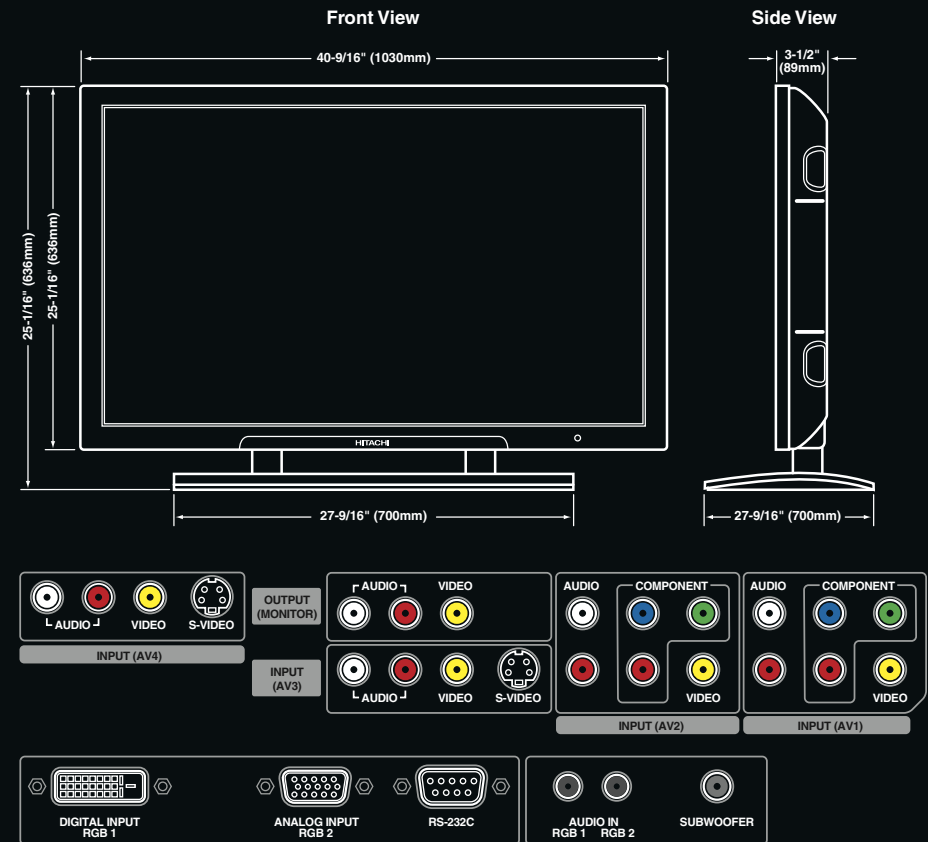 Front View
Side View
40-9/16" (1030mm)
3-1/2"
(89mm)
25-1/16" (636mm)
25-1/16" (636mm)
HITACHI
27-9/16" (700mm)
27-9/16" (700mm)
AUDIO
VIDEO
S-VIDEO
INPUT (AV4)
OUTPUT
(MONITOR)
AUDIO
VIDEO
INPUT
(AV3)
AUDIO
VIDEO
S-VIDEO
AUDIO
COMPONENT
VIDEO
INPUT (AV2)
AUDIO
COMPONENT
VIDEO
INPUT (AV1)
DIGITAL INPUT
RGB 1
ANALOG INPUT
RGB 2
RS-232C
AUDIO IN
RGB 1 RGB 2
SUBWOOFER